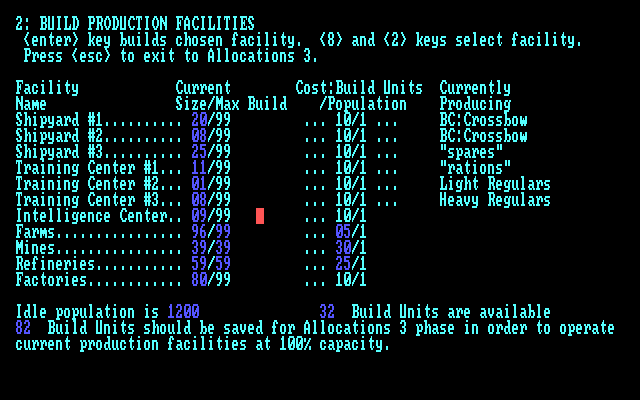 2: BUILD PRODUCTION FACILITIES
<enter> key builds chosen facility.  <8> and <2> keys select facility.
Press <esc> to exit to Allocations 3.
Facility Current Cost:Build Units Currently
Name Size/Max Build /Population Producing
Shipyard #1.......... 20/99 ... 10/1 ... BC:Crossbow
Shipyard #2.......... 08/99 ... 10/1 ... BC:Crossbow
Shipyard #3.......... 25/99 ... 10/1 ... "spares"
Training Center #1... 11/99 ... 10/1 ... "rations"
Training Center #2... 01/99 ... 10/1 ... Light Regulars
Training Center #3... 08/99 ... 10/1 ... Heavy Regulars
Intelligence Center.. 09/99 ... 10/1
Farms................ 96/99 ... 05/1
Mines................ 39/39 ... 30/1
Refineries........... 59/59 ... 25/1
Factories............ 80/99 ... 10/1
Idle population is 1200 32 Build Units are available
82 Build Units should be saved for Allocations 3 phase in order to operate
current production facilities at 100% capacity.